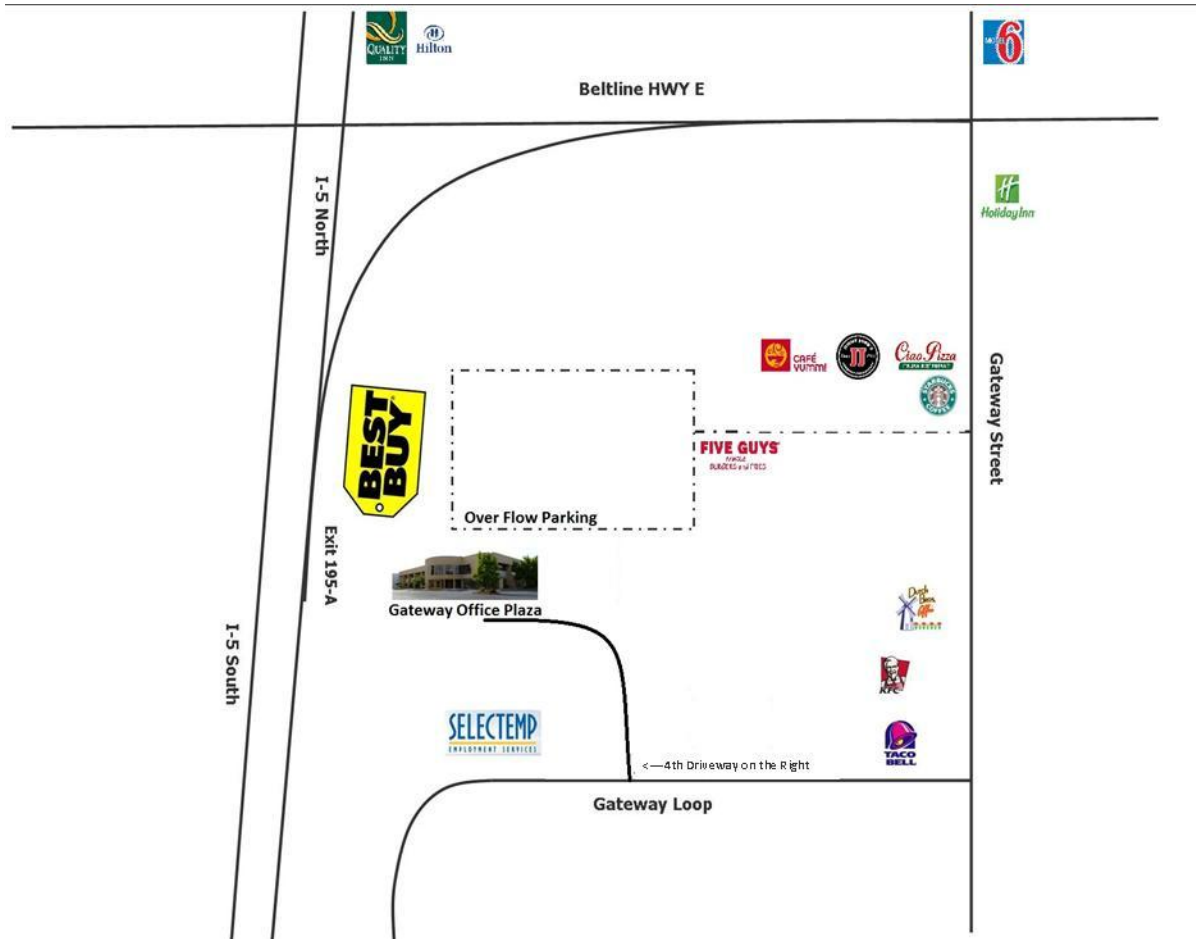 QUALITY
INN
Hilton
MOTEL 6
Beltline HWY E
I-5 North
Holiday Inn
CAFÉ
YUMM!
JIMMY JOHN'S
JJ
Ciao Pizza
STARBUCKS
COFFEE
Gateway Street
BEST
BUY
FIVE GUYS
BURGERS and FRIES
Over Flow Parking
Exit 195-A
Gateway Office Plaza
Dutch
Bros.
Coffee
I-5 South
KFC
SELECTEMP
EMPLOYMENT SERVICES
TACO
BELL
<—4th Driveway on the Right
Gateway Loop